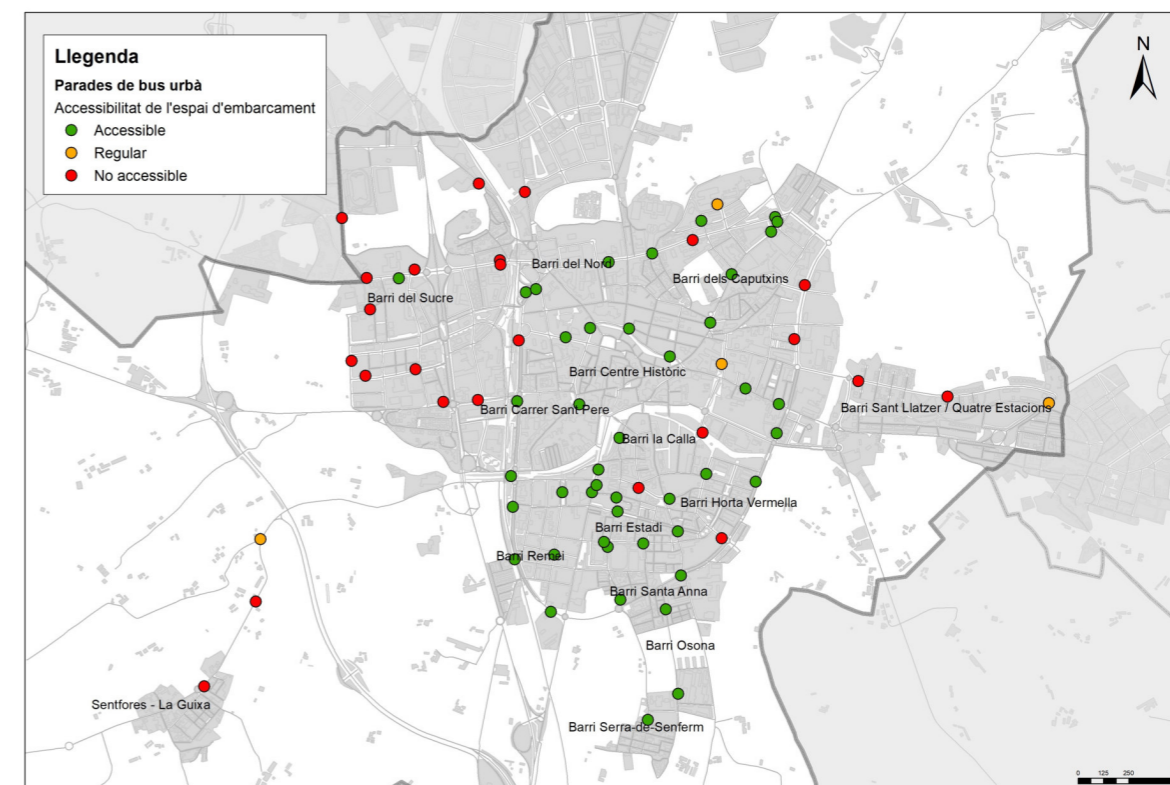 Llegenda
Parades de bus urbà
Accessibilitat de l'espai d'embarcament
Accessible
Regular
No accessible
N
Barri del Nord
Barri dels Caputxins
Barri del Sucre
Barri Centre Històric
Barri Carrer Sant Pere
Barri Sant Llatzer / Quatre Estacions
Barri la Calla
Barri Horta Vermella
Barri Estadi
Barri Remei
Barri Santa Anna
Barri Osona
Sentfores - La Guixa
Barri Serra-de-Senferm
0 125 250